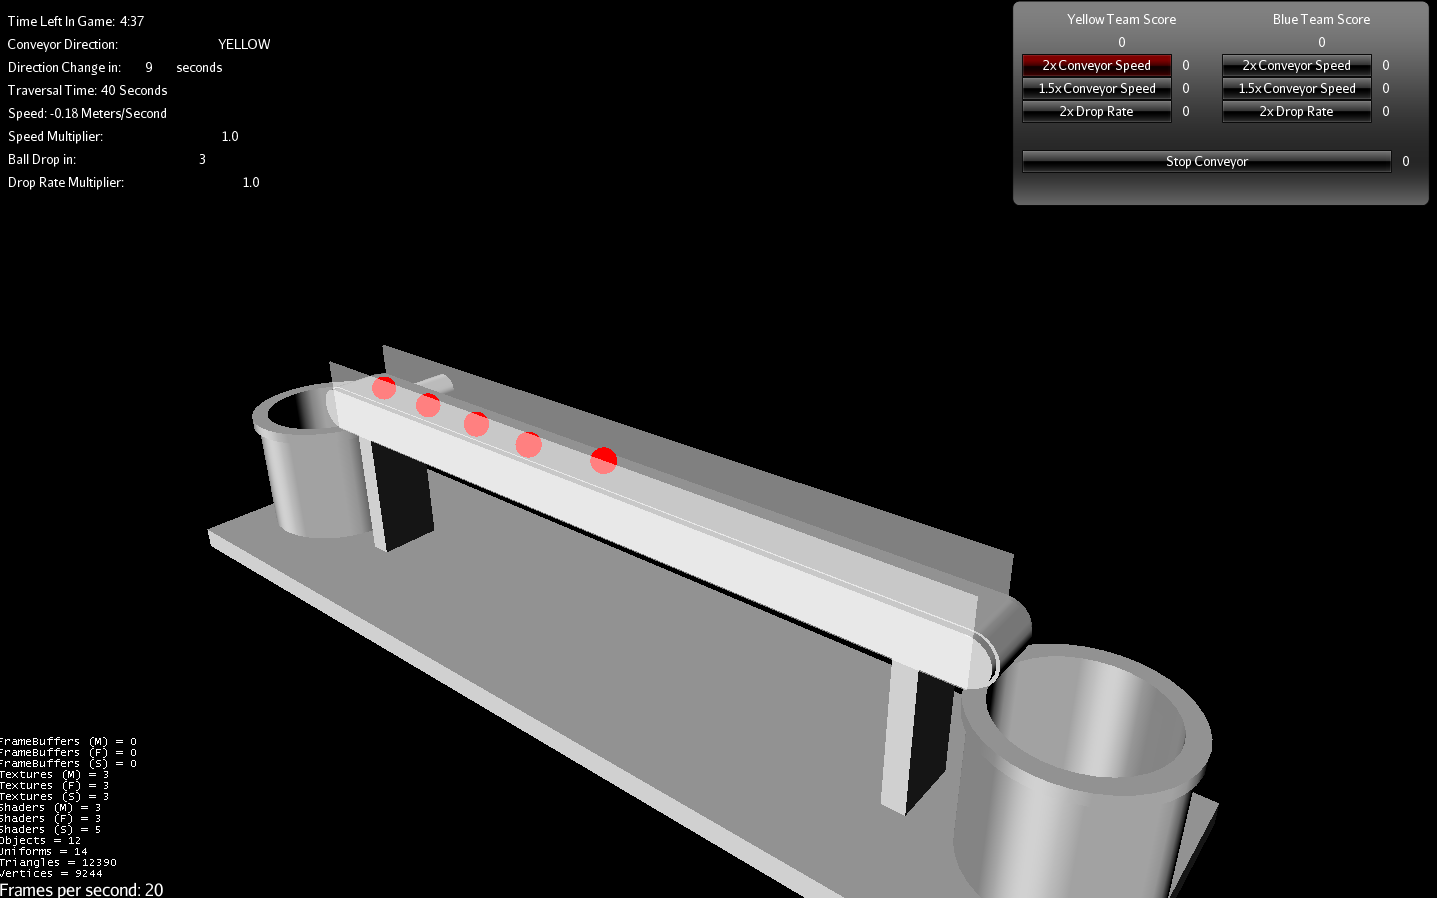 Time Left In Game: 4:37
Conveyor Direction: YELLOW
Direction Change in: 9 seconds
Traversal Time: 40 Seconds
Speed: -0.18 Meters/Second
Speed Multiplier: 1.0
Ball Drop in: 3
Drop Rate Multiplier: 1.0
Yellow Team Score Blue Team Score
0 0
2x Conveyor Speed 0 2x Conveyor Speed 0
1.5x Conveyor Speed 0 1.5x Conveyor Speed 0
2x Drop Rate 0 2x Drop Rate 0
Stop Conveyor 0
FrameBuffers (M) = 0
FrameBuffers (F) = 0
FrameBuffers (S) = 0
Textures (M) = 3
Textures (F) = 3
Textures (S) = 3
Shaders (M) = 3
Shaders (F) = 3
Shaders (S) = 5
Objects = 12
Uniforms = 14
Triangles = 12390
Vertices = 9244
Frames per second: 20